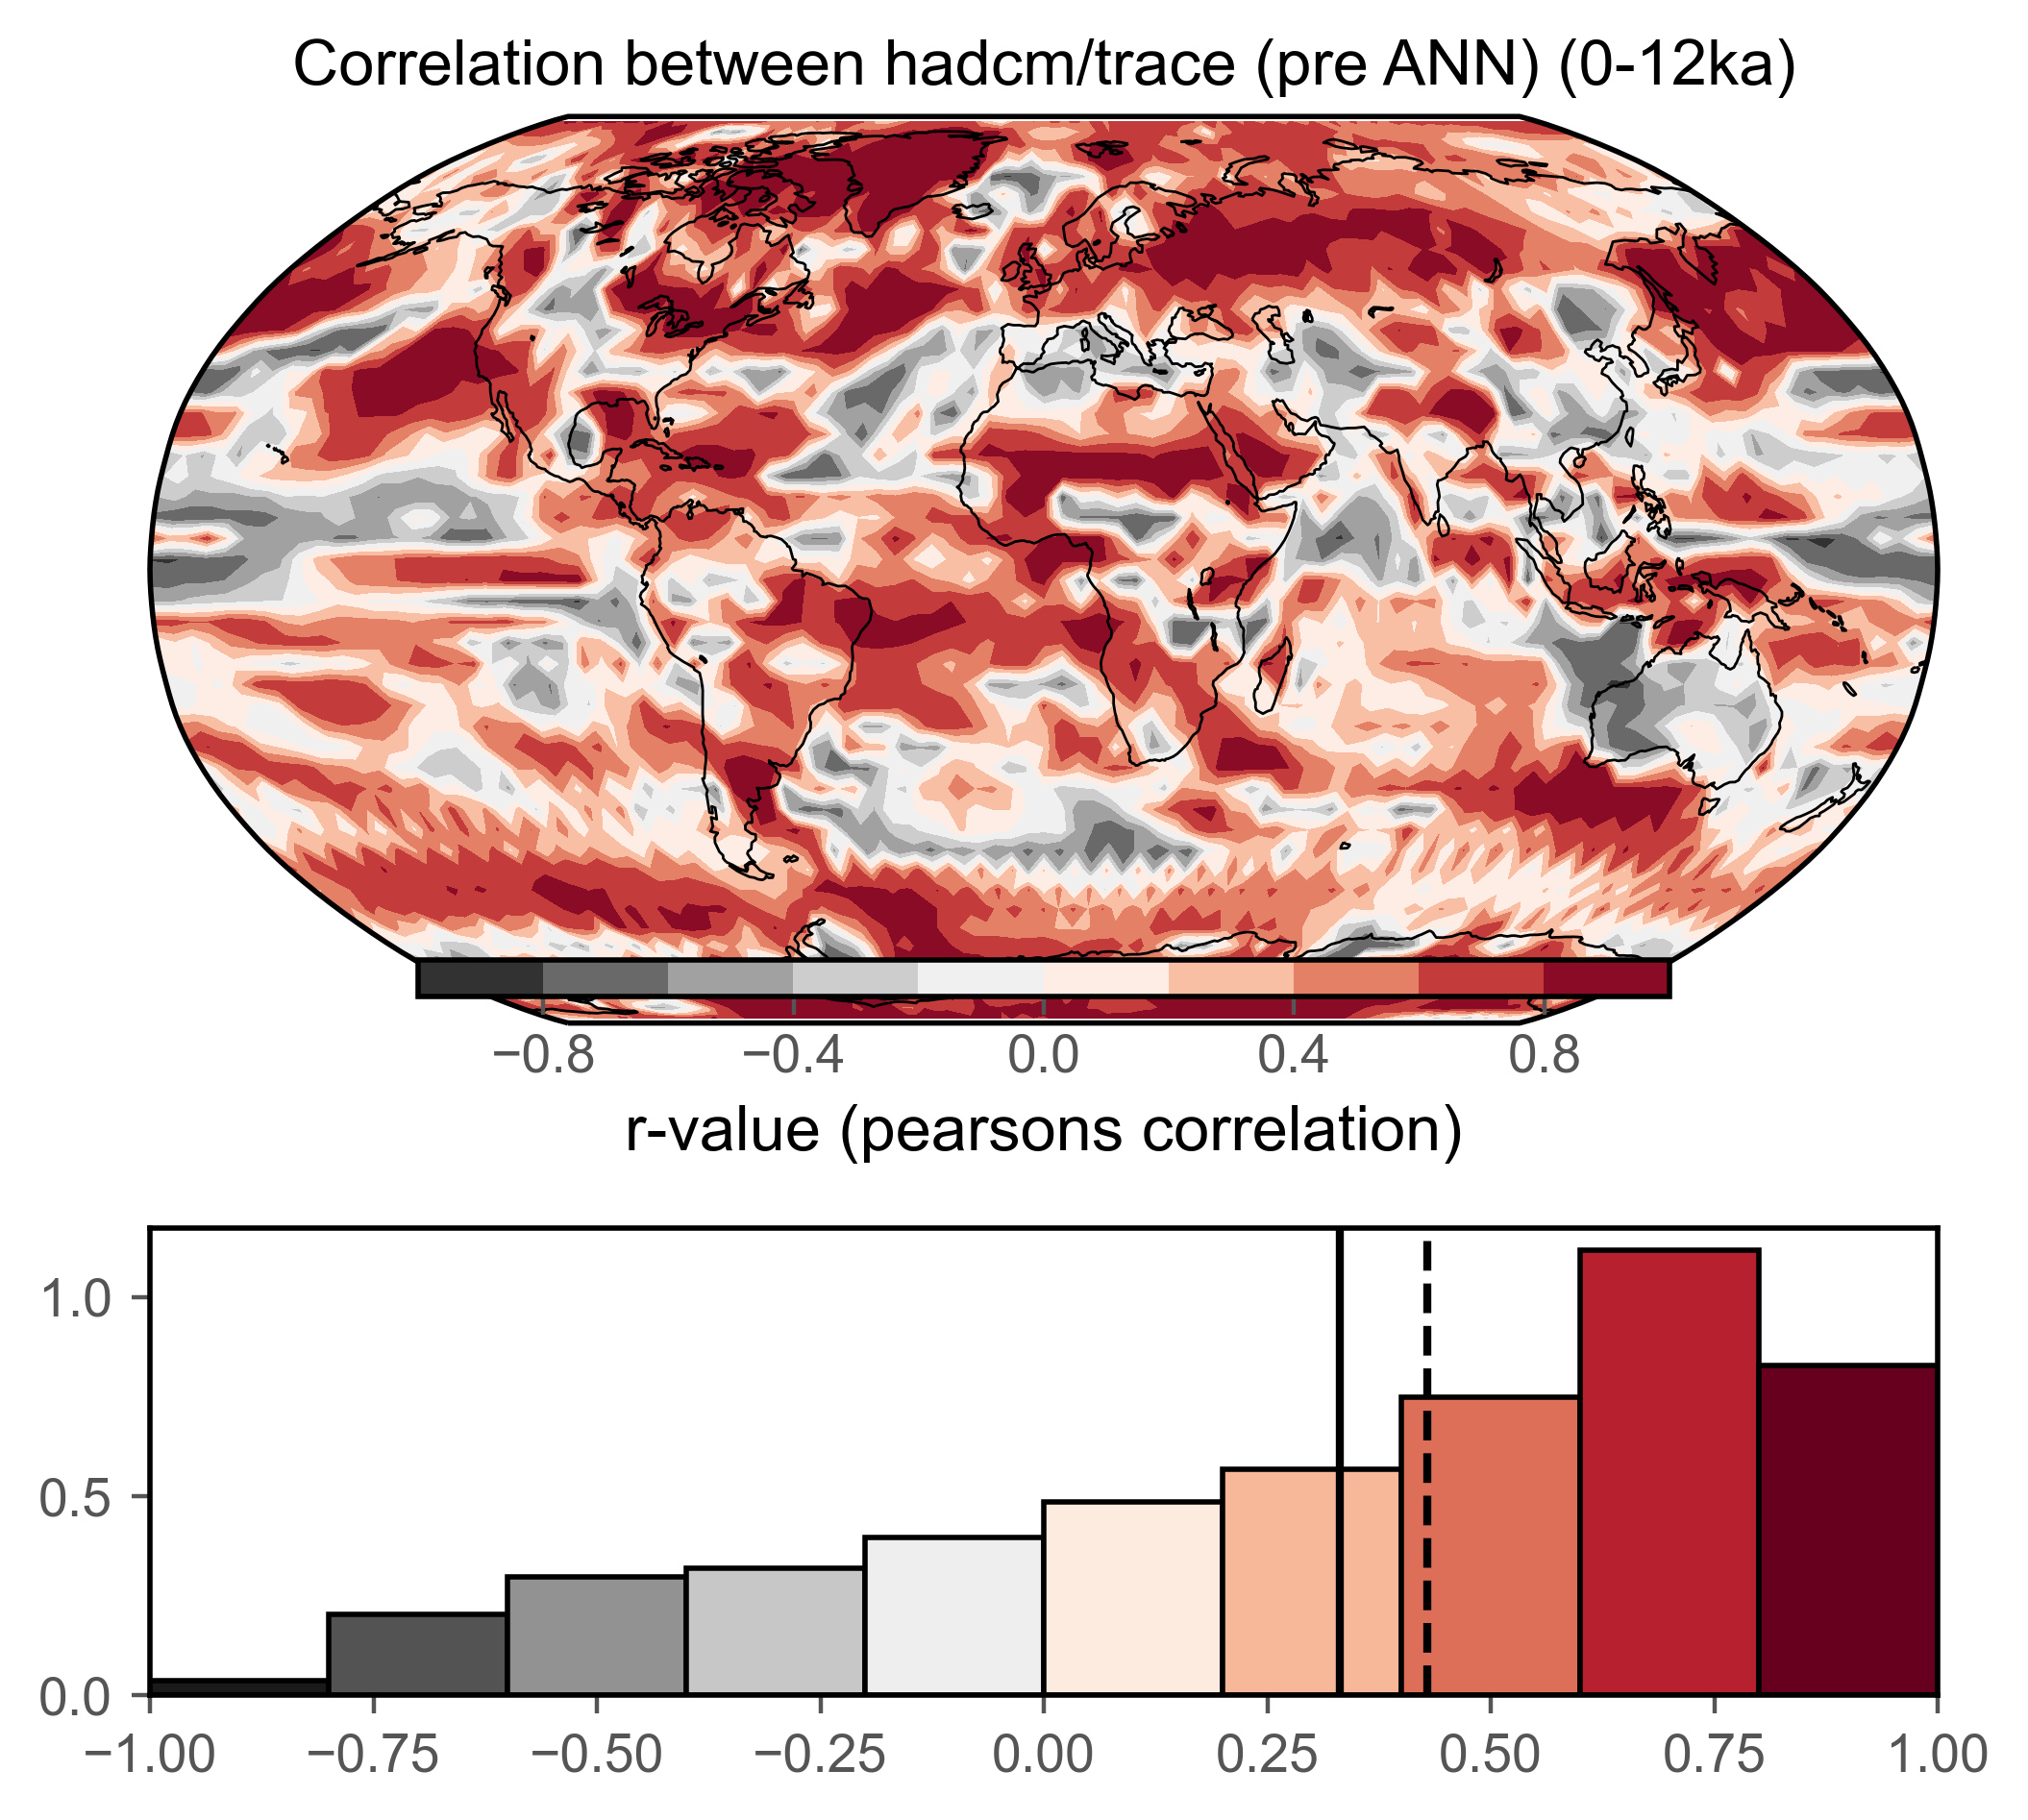 Correlation between hadcm/trace (pre ANN) (0-12ka)
−0.8 −0.4 0.0 0.4 0.8
r-value (pearsons correlation)
1.0
0.5
0.0
−1.00 −0.75 −0.50 −0.25 0.00 0.25 0.50 0.75 1.00